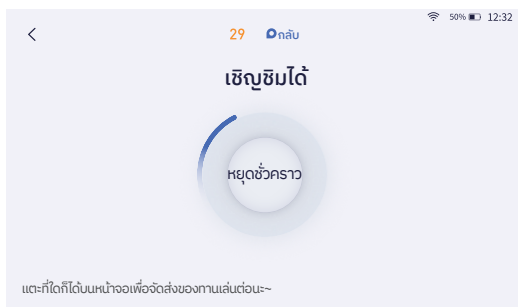 50% 12:32
29 กลับ
เชิญชิมได้
หยุดชั่วคราว
แตะที่ใดก็ได้บนหน้าจอเพื่อจัดส่งของทานเล่นต่อนะ~